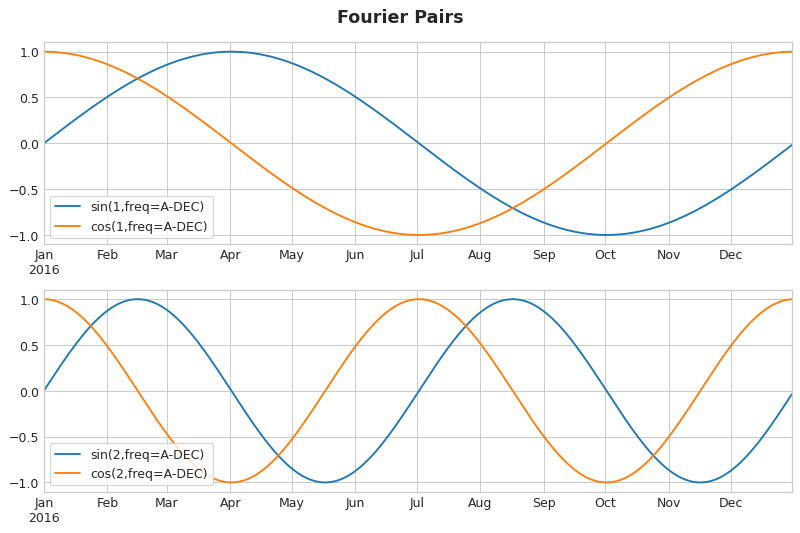 Fourier Pairs
1.0
0.5
0.0
−0.5
−1.0
sin(1,freq=A-DEC)
cos(1,freq=A-DEC)
Jan Feb Mar Apr May Jun Jul Aug Sep Oct Nov Dec
2016
1.0
0.5
0.0
−0.5
−1.0
sin(2,freq=A-DEC)
cos(2,freq=A-DEC)
Jan Feb Mar Apr May Jun Jul Aug Sep Oct Nov Dec
2016